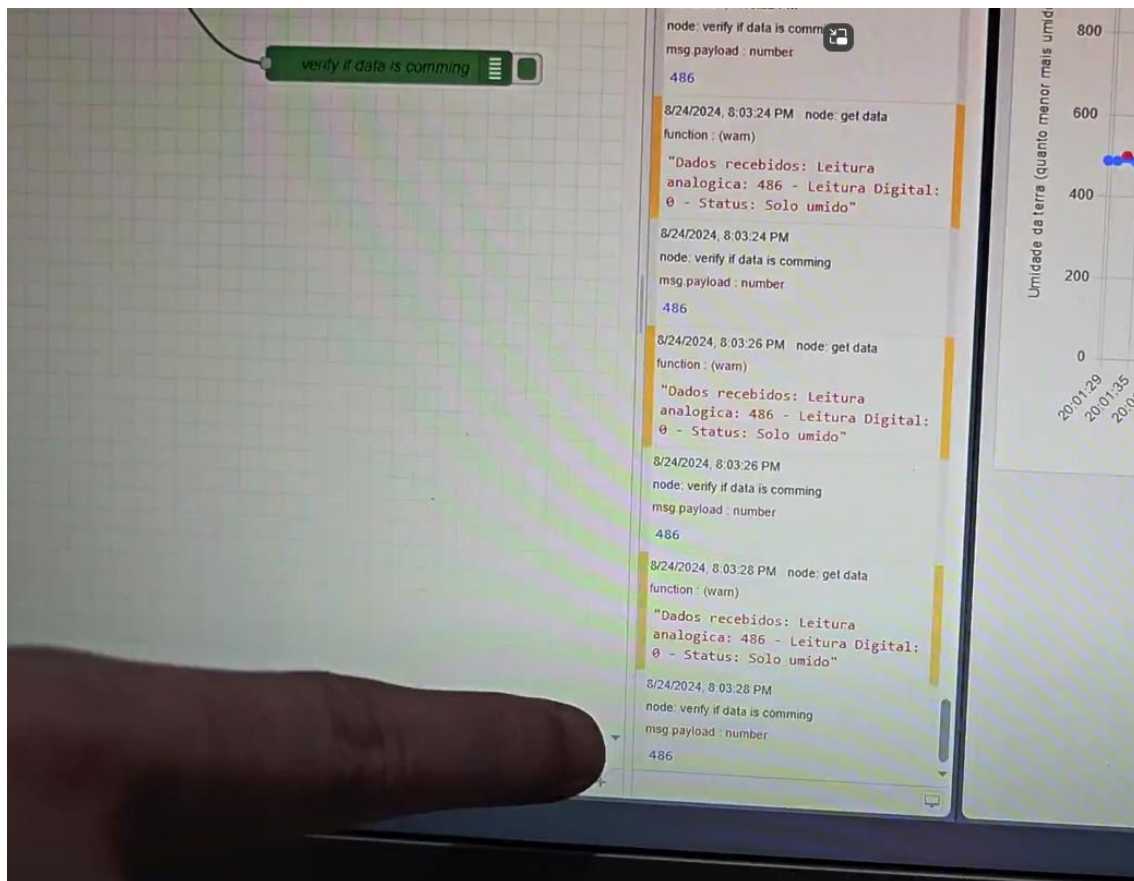 verify if data is comming
node: verify if data is comm
msg.payload : number
486
8/24/2024, 8:03:24 PM node: get data
function : (warn)
"Dados recebidos: Leitura
analogica: 486 - Leitura Digital:
0 - Status: Solo umido"
8/24/2024, 8:03:24 PM
node: verify if data is comming
msg.payload : number
486
8/24/2024, 8:03:26 PM node: get data
function : (warn)
"Dados recebidos: Leitura
analogica: 486 - Leitura Digital:
0 - Status: Solo umido"
8/24/2024, 8:03:26 PM
node: verify if data is comming
msg.payload : number
486
8/24/2024, 8:03:28 PM node: get data
function : (warn)
"Dados recebidos: Leitura
analogica: 486 - Leitura Digital:
0 - Status: Solo umido"
8/24/2024, 8:03:28 PM
node: verify if data is comming
msg.payload : number
486
Umidade da terra (quanto menor mais umid
800
600
400
200
0
20:01:29
20:01:35